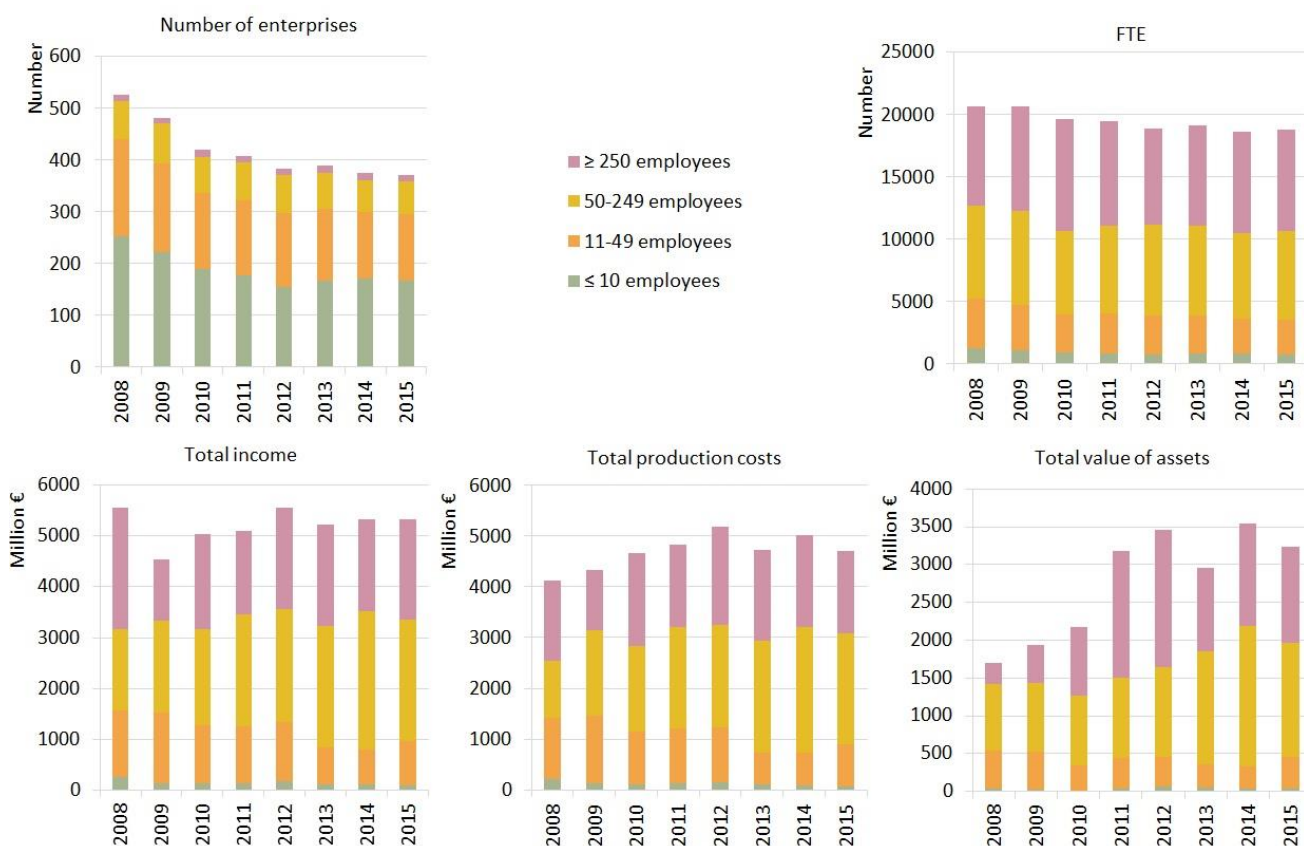 Number of enterprises
Number
600
500
400
300
200
100
0
2008 2009 2010 2011 2012 2013 2014 2015
≥ 250 employees
50-249 employees
11-49 employees
≤ 10 employees
FTE
Number
25000
20000
15000
10000
5000
0
2008 2009 2010 2011 2012 2013 2014 2015
Total income
Million €
6000
5000
4000
3000
2000
1000
0
2008 2009 2010 2011 2012 2013 2014 2015
Total production costs
Million €
6000
5000
4000
3000
2000
1000
0
2008 2009 2010 2011 2012 2013 2014 2015
Total value of assets
Million €
4000
3500
3000
2500
2000
1500
1000
500
0
2008 2009 2010 2011 2012 2013 2014 2015